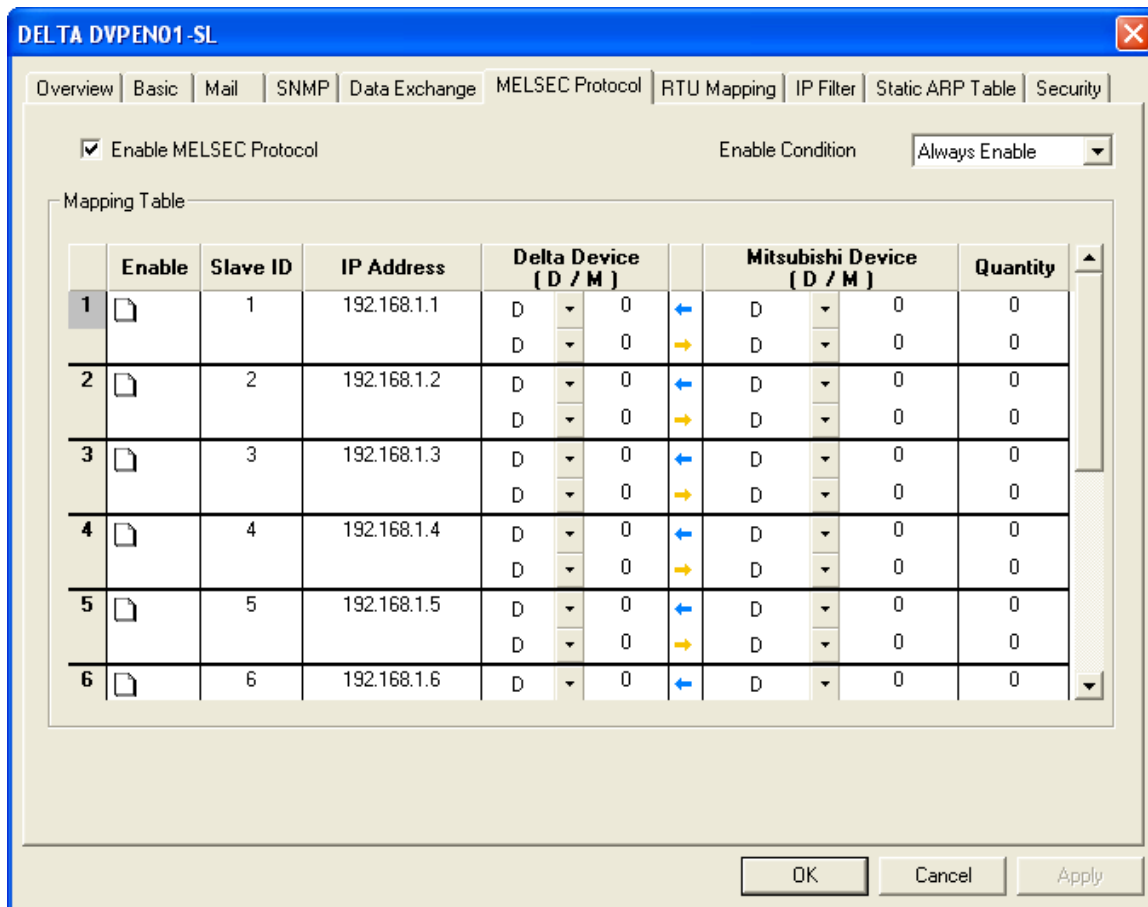 DELTA DVPEN01-SL
Overview Basic Mail SNMP Data Exchange MELSEC Protocol RTU Mapping IP Filter Static ARP Table Security
Enable MELSEC Protocol Enable Condition Always Enable
Mapping Table
Enable Slave ID IP Address Delta Device ( D / M ) Mitsubishi Device ( D / M ) Quantity
1 1 192.168.1.1 D 0 D 0 0
D 0 D 0 0
2 2 192.168.1.2 D 0 D 0 0
D 0 D 0 0
3 3 192.168.1.3 D 0 D 0 0
D 0 D 0 0
4 4 192.168.1.4 D 0 D 0 0
D 0 D 0 0
5 5 192.168.1.5 D 0 D 0 0
D 0 D 0 0
6 6 192.168.1.6 D 0 D 0 0
OK Cancel Apply